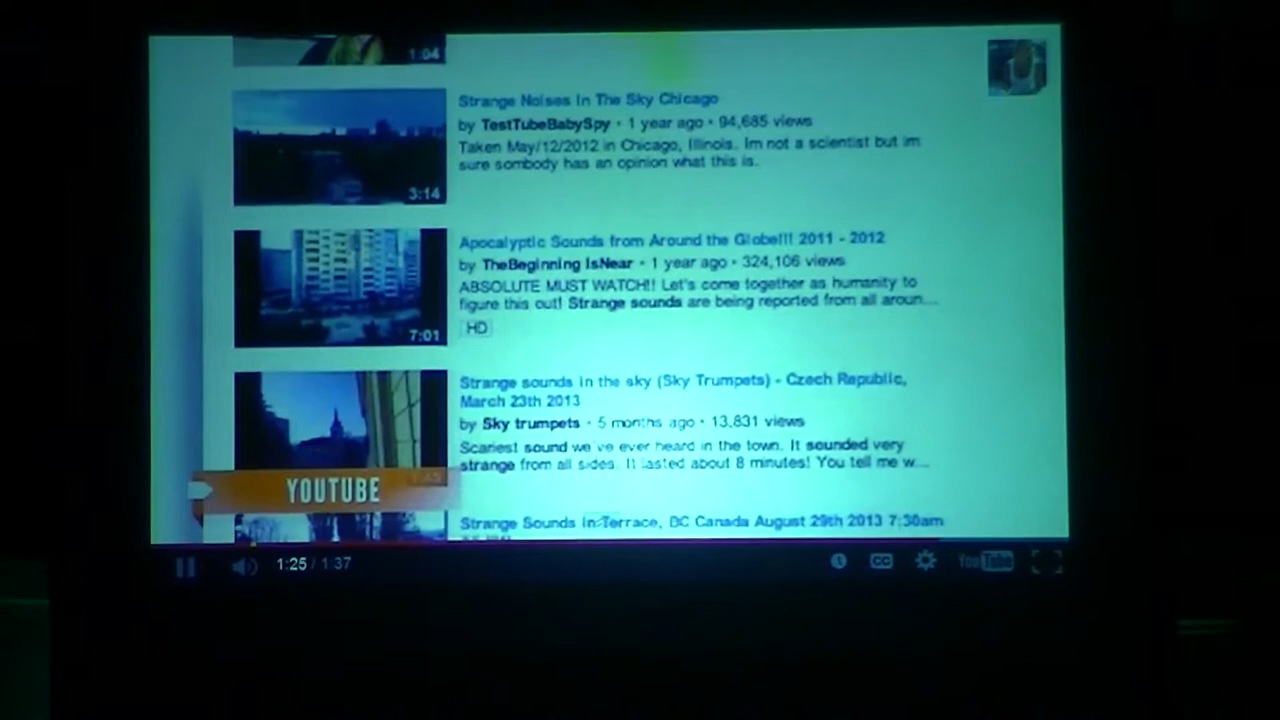 1:04
Strange Noises In The Sky Chicago
by TestTubeBabySpy · 1 year ago · 94,685 views
Taken May/12/2012 in Chicago, Illinois. Im not a scientist but im
sure sombody has an opinion what this is.
3:14
Apocalyptic Sounds from Around the Globe!!! 2011 - 2012
by TheBeginning IsNear · 1 year ago · 324,106 views
ABSOLUTE MUST WATCH!! Let's come together as humanity to
figure this out! Strange sounds are being reported from all aroun...
7:01
HD
Strange sounds in the sky (Sky Trumpets) - Czech Republic,
March 23th 2013
by Sky trumpets · 5 months ago · 13,831 views
Scariest sound we've ever heard in the town. It sounded very
strange from all sides. It lasted about 8 minutes! You tell me w...
YOUTUBE
Strange Sounds in Terrace, BC Canada August 29th 2013 7:30am
1:25 / 1:37
CC
YouTube